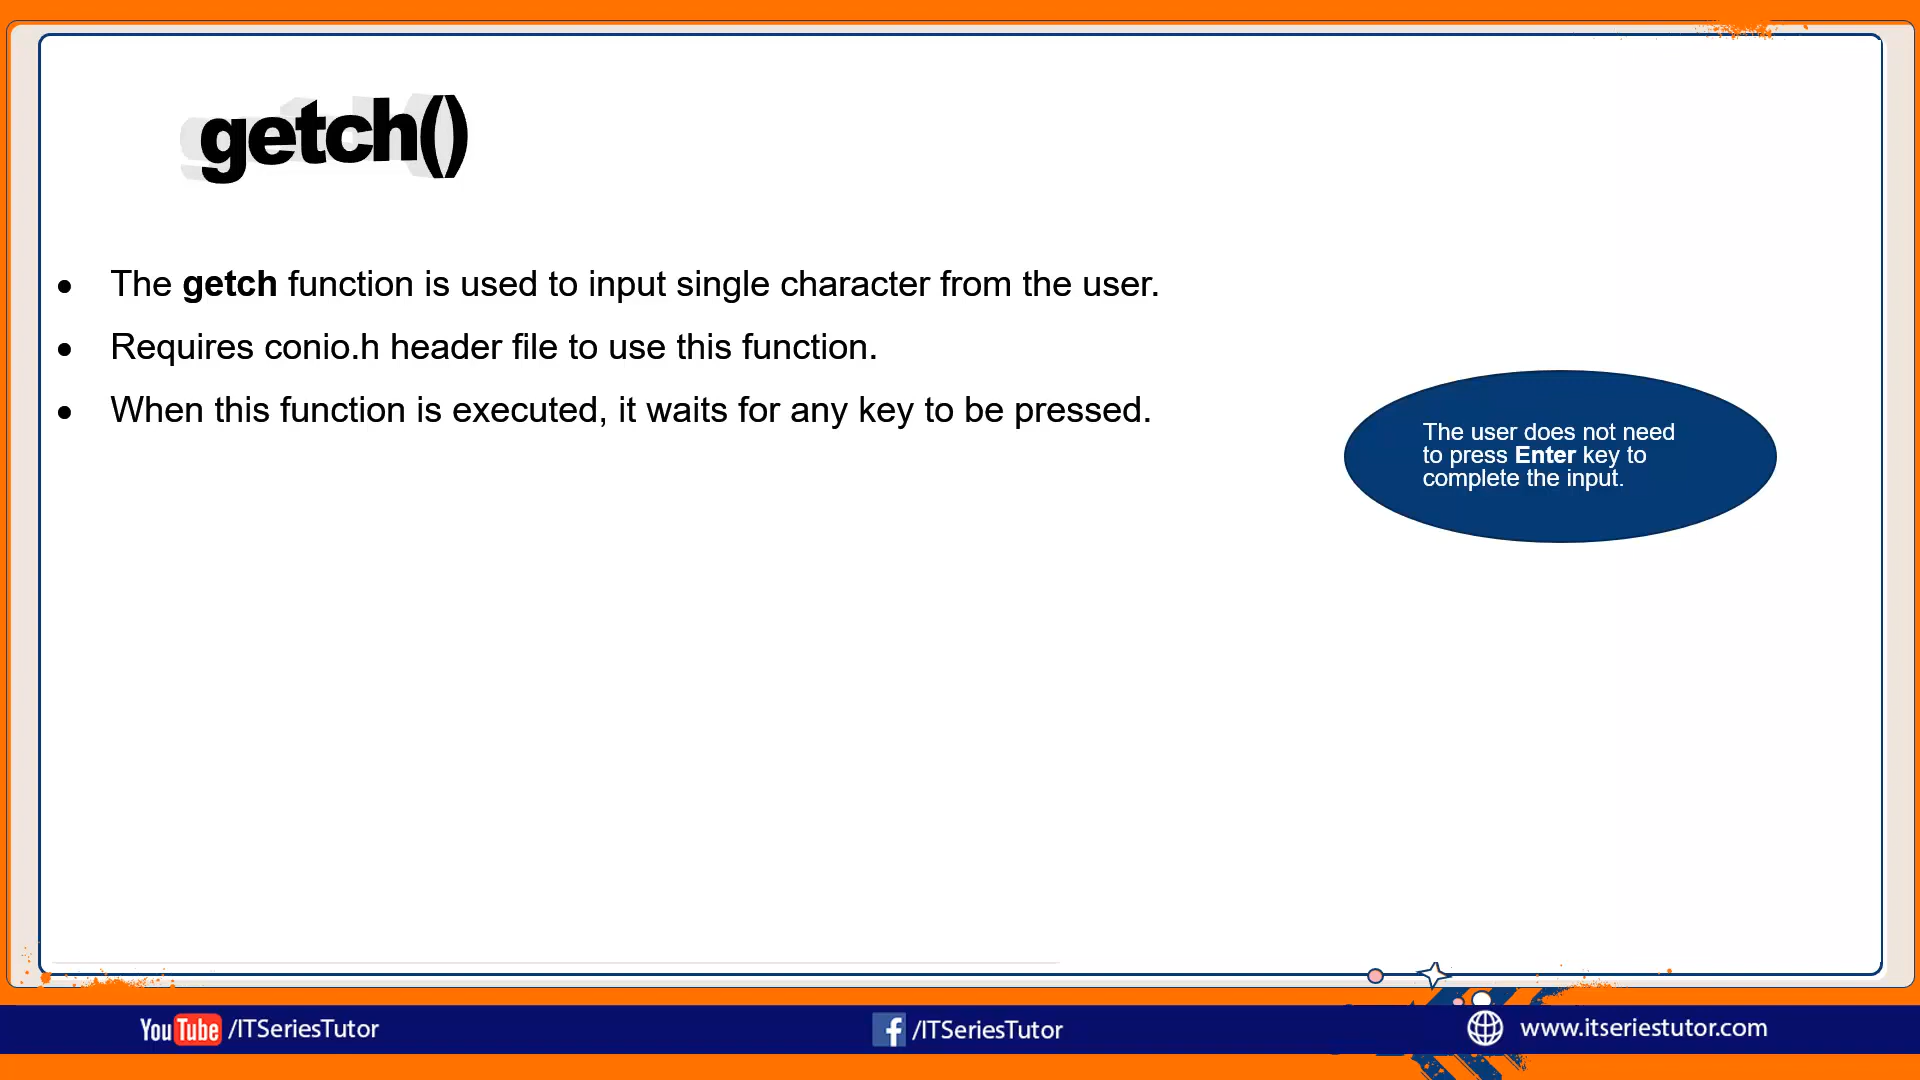 getch()
● The getch function is used to input single character from the user.
● Requires conio.h header file to use this function.
● When this function is executed, it waits for any key to be pressed.
The user does not need
to press Enter key to
complete the input.
YouTube /ITSeriesTutor
f /ITSeriesTutor
www.itseriestutor.com